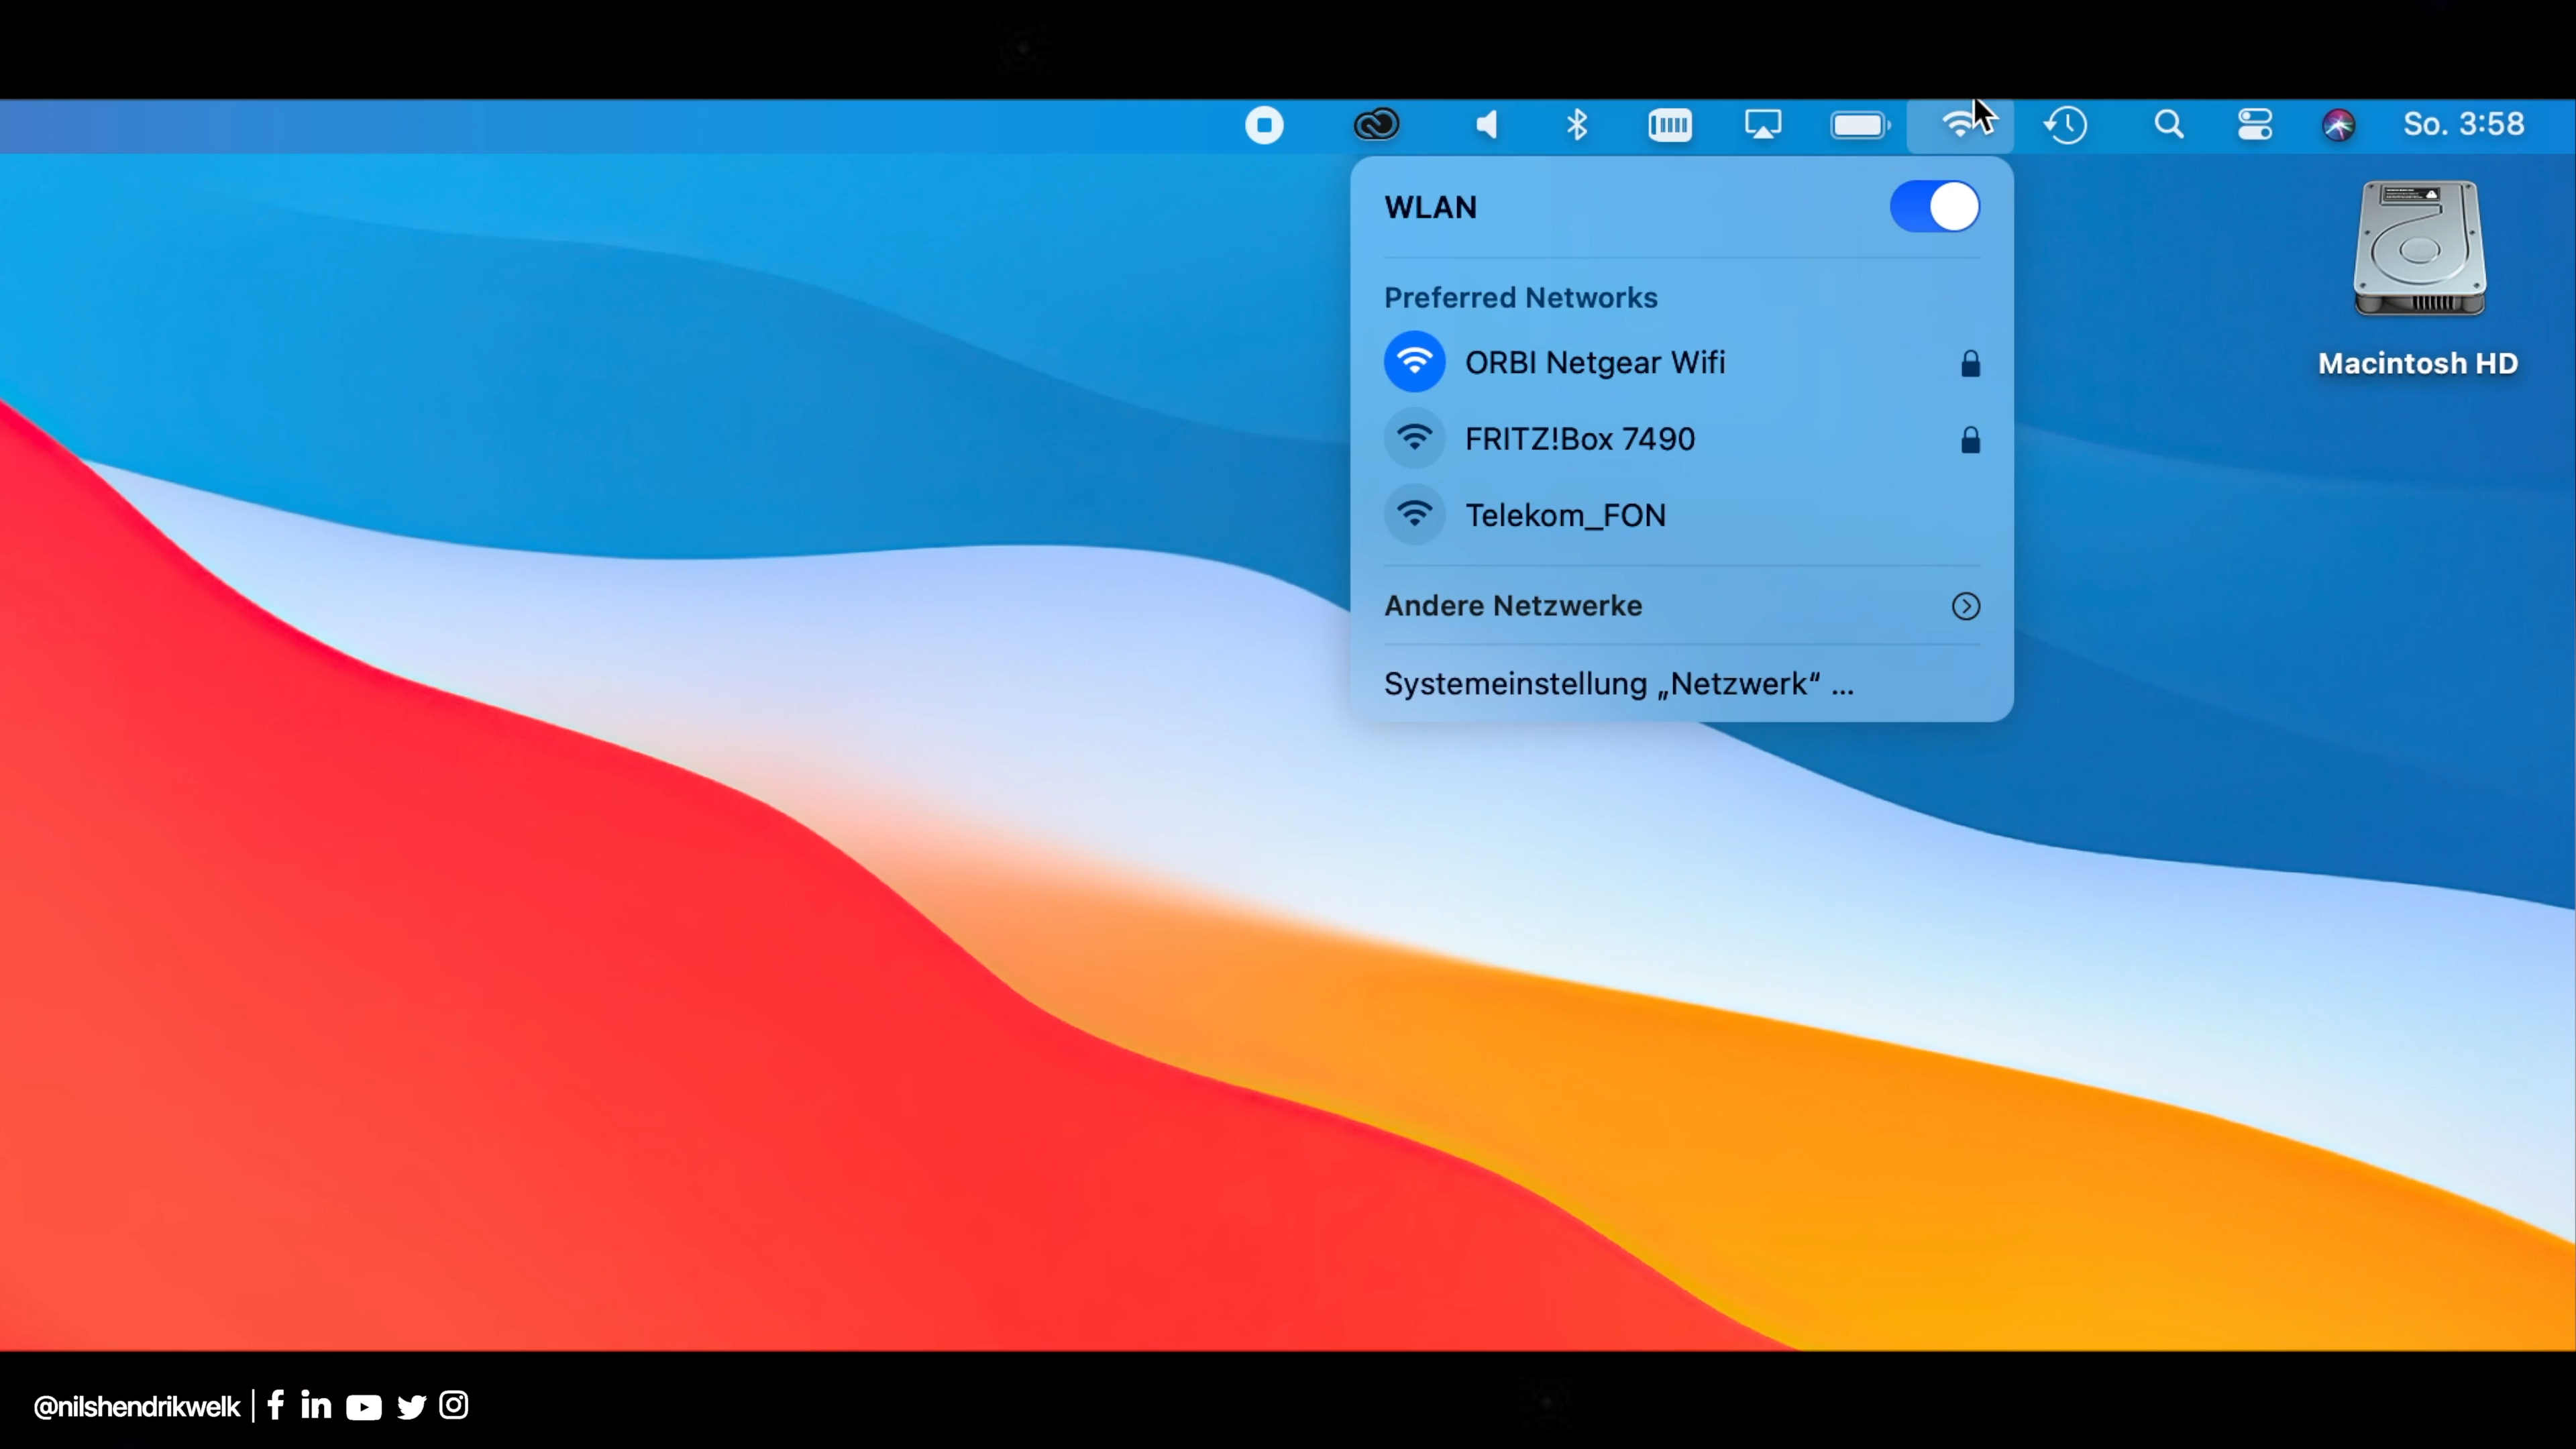 So. 3:58
WLAN
Preferred Networks
ORBI Netgear Wifi
FRITZ!Box 7490
Telekom_FON
Andere Netzwerke
Systemeinstellung „Netzwerk“ ...
Macintosh HD
@nilshendrikwelk